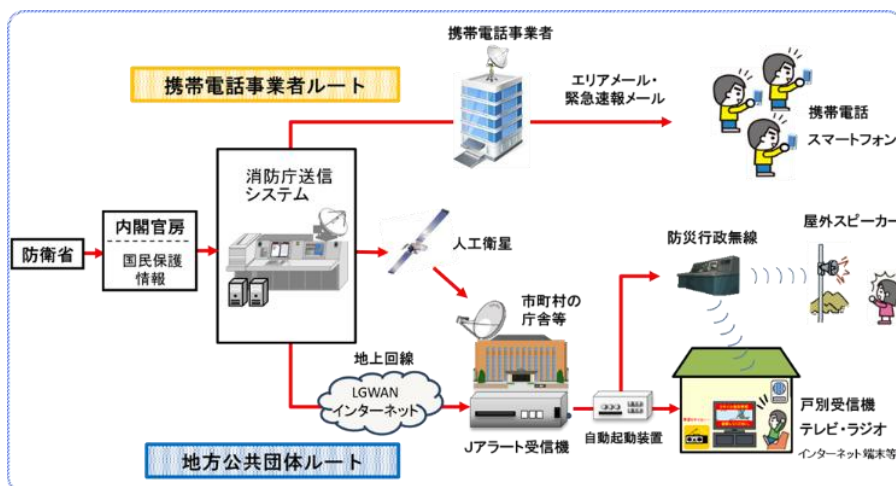 携帯電話事業者ルート
携帯電話事業者
エリアメール・
緊急速報メール
携帯電話
スマートフォン
防衛省
内閣官房
国民保護
情報
消防庁送信
システム
人工衛星
市町村の
庁舎等
防災行政無線
屋外スピーカー
地上回線
LGWAN
インターネット
Jアラート受信機
自動起動装置
戸別受信機
テレビ・ラジオ
インターネット端末等
地方公共団体ルート